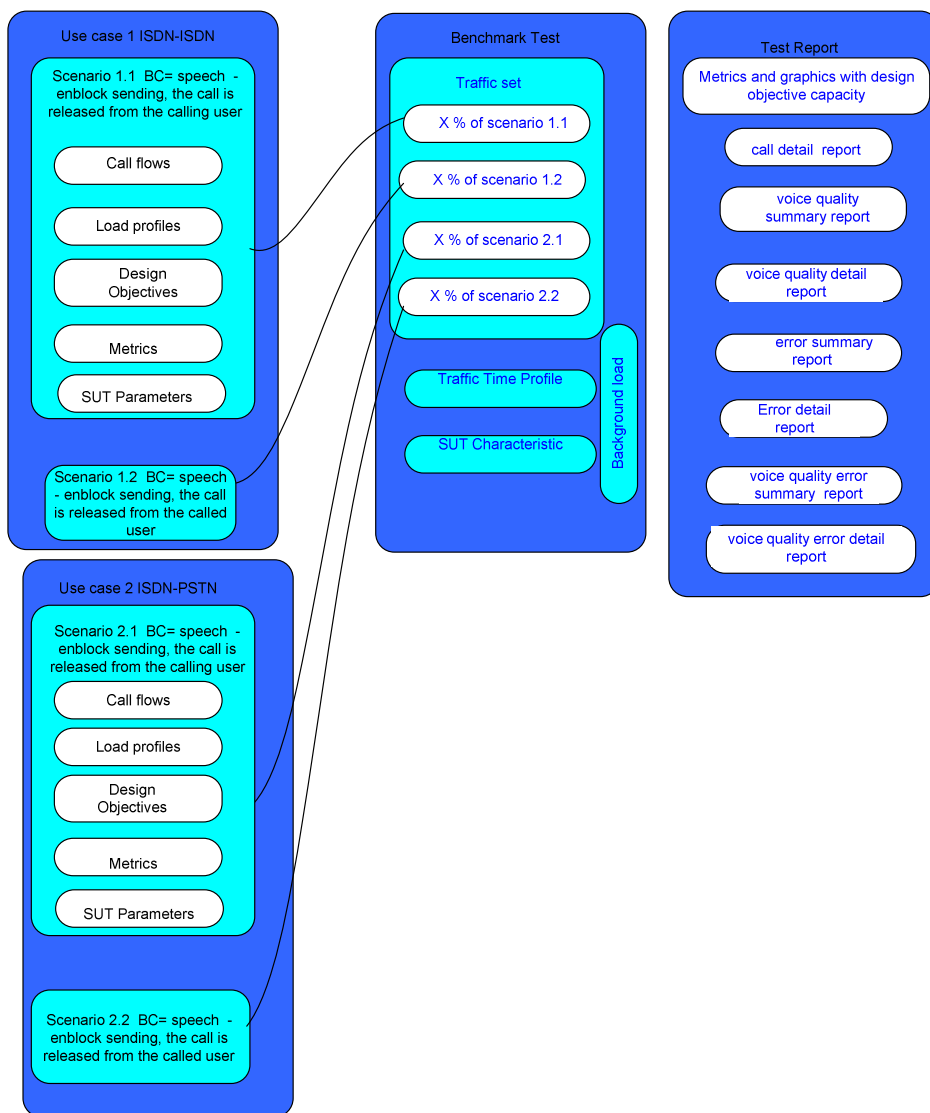 Use case 1 ISDN-ISDN
Scenario 1.1 BC= speech -
enblock sending, the call is
released from the calling user
Call flows
Load profiles
Design
Objectives
Metrics
SUT Parameters
Scenario 1.2 BC= speech
- enblock sending, the call
is released from the called
user
Use case 2 ISDN-PSTN
Scenario 2.1 BC= speech -
enblock sending, the call is
released from the calling user
Call flows
Load profiles
Design
Objectives
Metrics
SUT Parameters
Scenario 2.2 BC= speech -
enblock sending, the call is
released from the called user
Benchmark Test
Traffic set
X % of scenario 1.1
X % of scenario 1.2
X % of scenario 2.1
X % of scenario 2.2
Traffic Time Profile
SUT Characteristic
Background load
Test Report
Metrics and graphics with design
objective capacity
call detail report
voice quality
summary report
voice quality detail
report
error summary
report
Error detail
report
voice quality error
summary report
voice quality error detail
report